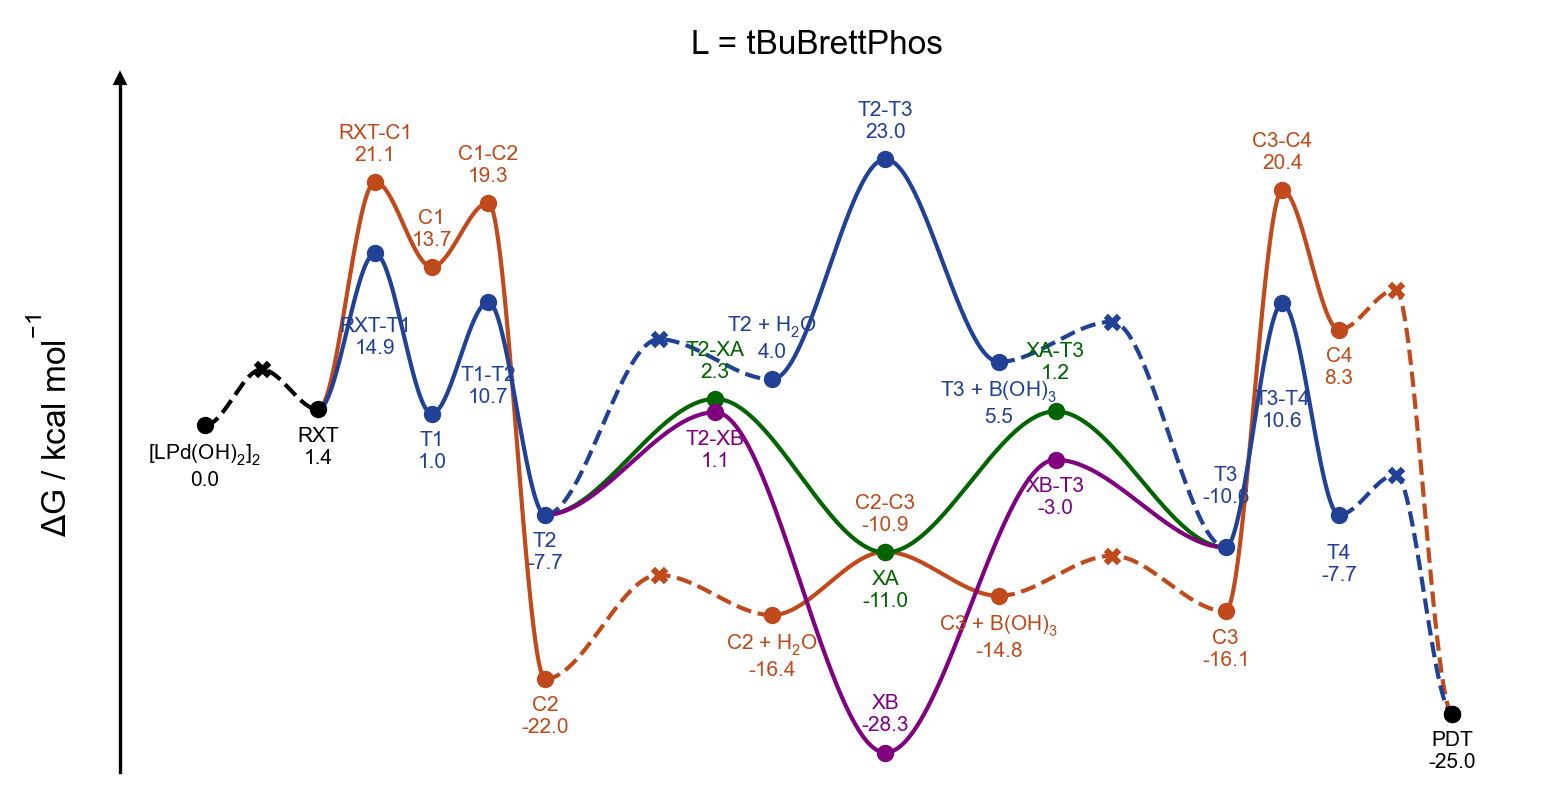 L = tBuBrettPhos
ΔG / kcal mol⁻¹
[LPd(OH)₂]₂
0.0
RXT
1.4
RXT-C1
21.1
RXT-T1
14.9
C1
13.7
T1
1.0
C1-C2
19.3
T1-T2
10.7
T2
-7.7
C2
-22.0
T2-XA
2.3
T2-XB
1.1
T2 + H₂O
4.0
C2 + H₂O
-16.4
T2-T3
23.0
C2-C3
-10.9
XA
-11.0
XB
-28.3
T3 + B(OH)₃
5.5
C3 + B(OH)₃
-14.8
XA-T3
1.2
XB-T3
-3.0
T3
-10.6
C3
-16.1
C3-C4
20.4
T3-T4
10.6
C4
8.3
T4
-7.7
PDT
-25.0